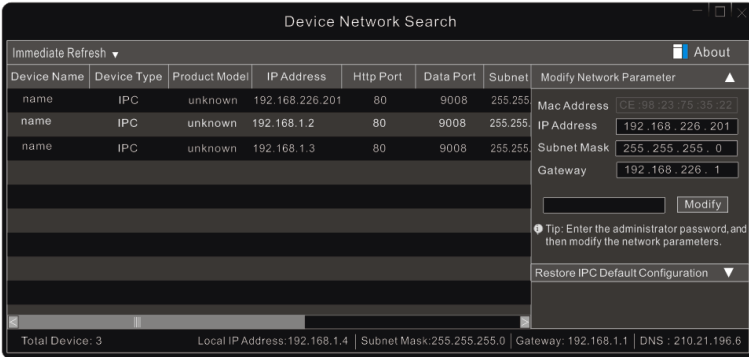 Device Network Search
Immediate Refresh ▼ About
Device Name Device Type Product Model IP Address Http Port Data Port Subnet
name IPC unknown 192.168.226.201 80 9008 255.255.
name IPC unknown 192.168.1.2 80 9008 255.255.
name IPC unknown 192.168.1.3 80 9008 255.255.
Modify Network Parameter ▲
Mac Address CE:98:23:75:35:22
IP Address 192.168.226.201
Subnet Mask 255.255.255.0
Gateway 192.168.226.1
Modify
Tip: Enter the administrator password, and
then modify the network parameters.
Restore IPC Default Configuration ▼
Total Device: 3 Local IP Address:192.168.1.4 Subnet Mask:255.255.255.0 Gateway: 192.168.1.1 DNS : 210.21.196.6